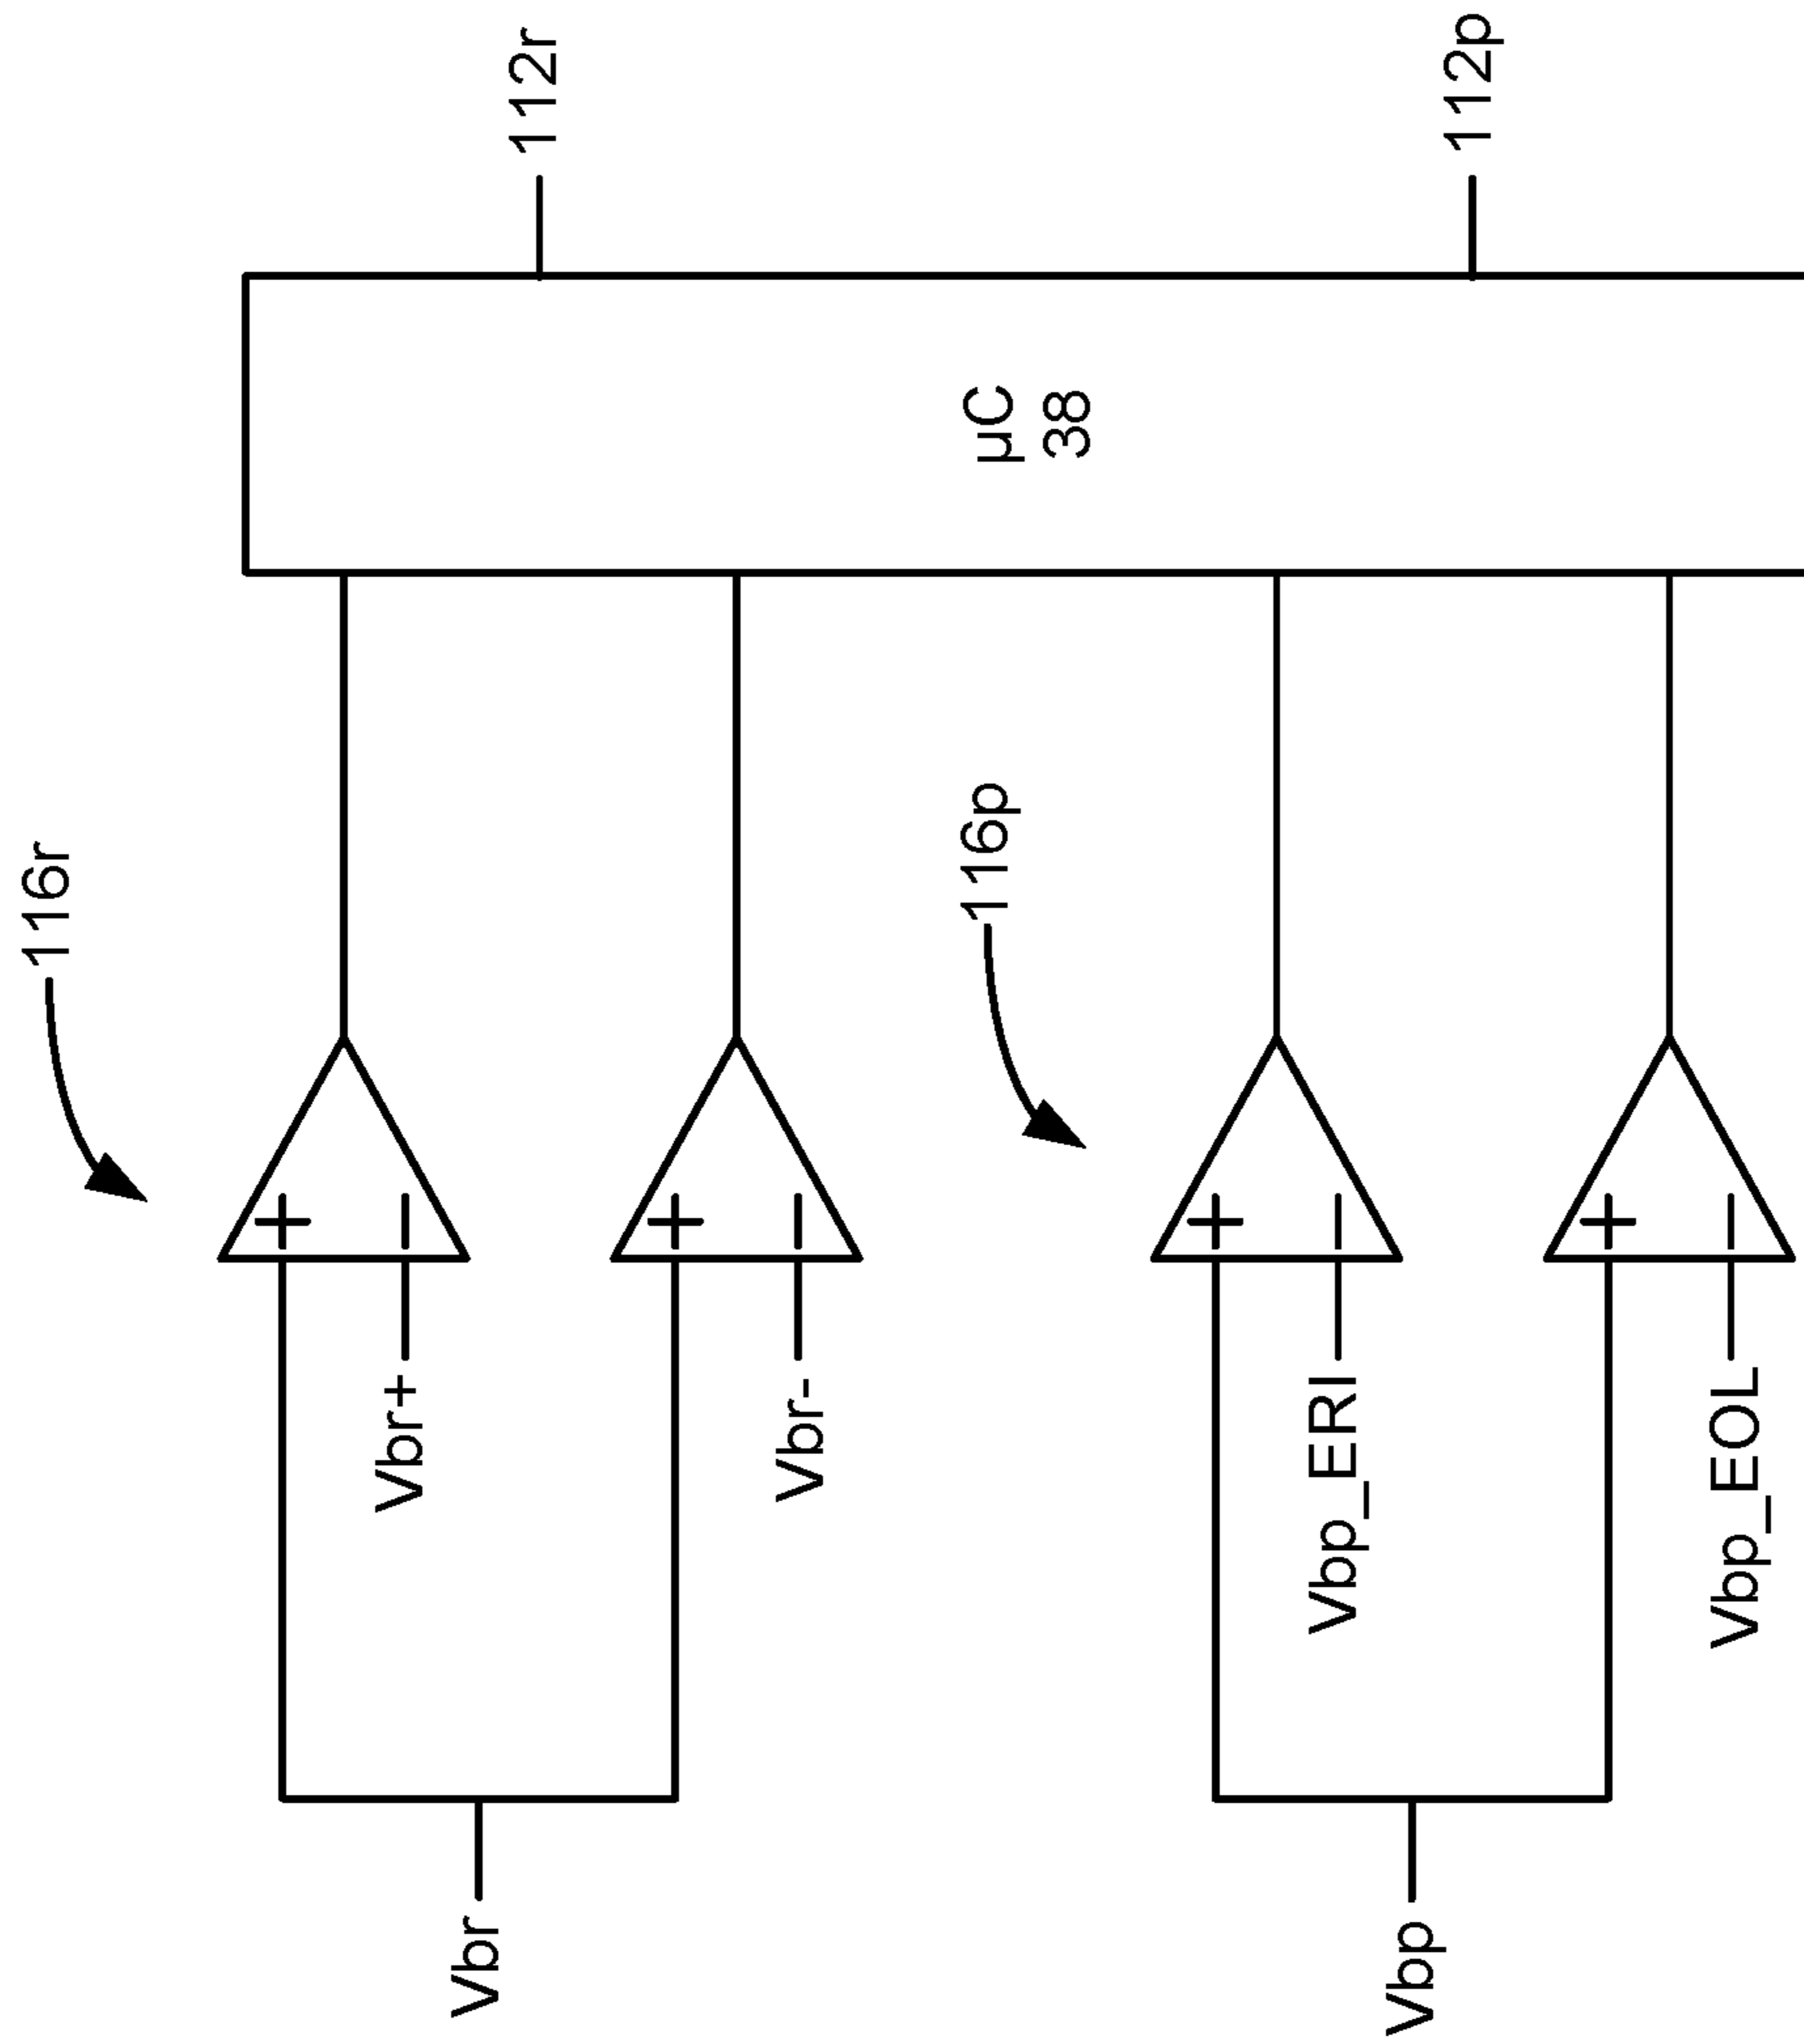 116r
Vbr
Vbr+
Vbr-
+
−
+
−
112r
µC
38
116p
Vbp
Vbp_ERI
Vbp_EOL
+
−
+
−
112p